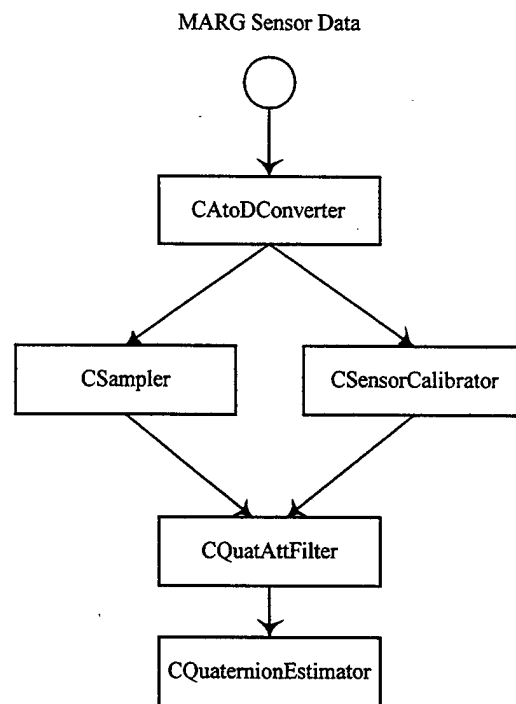 MARG Sensor Data
CAtoDConverter
CSampler
CSensorCalibrator
CQuatAttFilter
CQuaternionEstimator